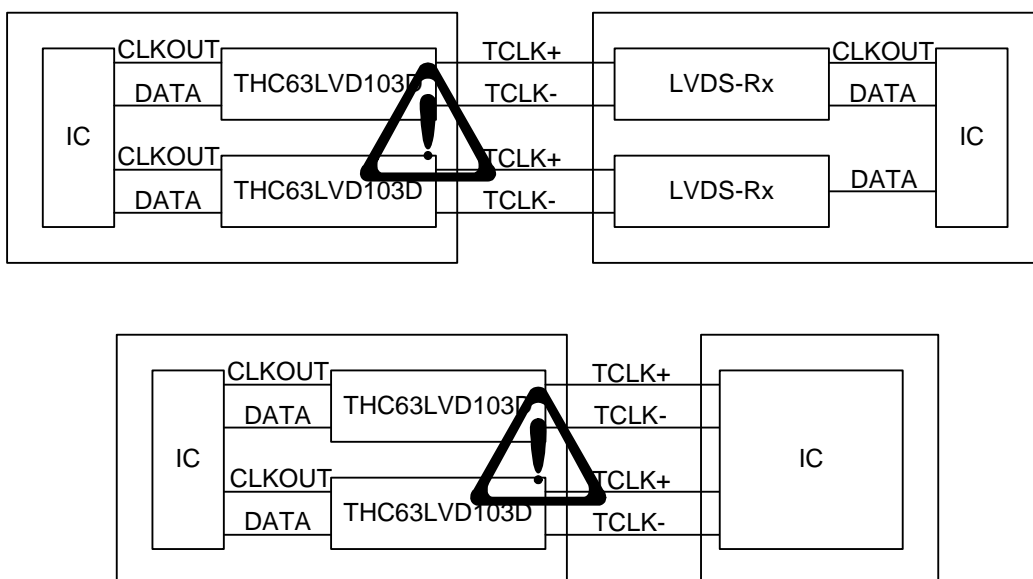 CLKOUT TCLK+ CLKOUT
THC63LVD103D LVDS-Rx
DATA TCLK- DATA
IC IC
CLKOUT TCLK+
DATA
THC63LVD103D LVDS-Rx
DATA TCLK-
CLKOUT TCLK+
THC63LVD103D
DATA TCLK-
IC IC
CLKOUT TCLK+
THC63LVD103D
DATA TCLK-